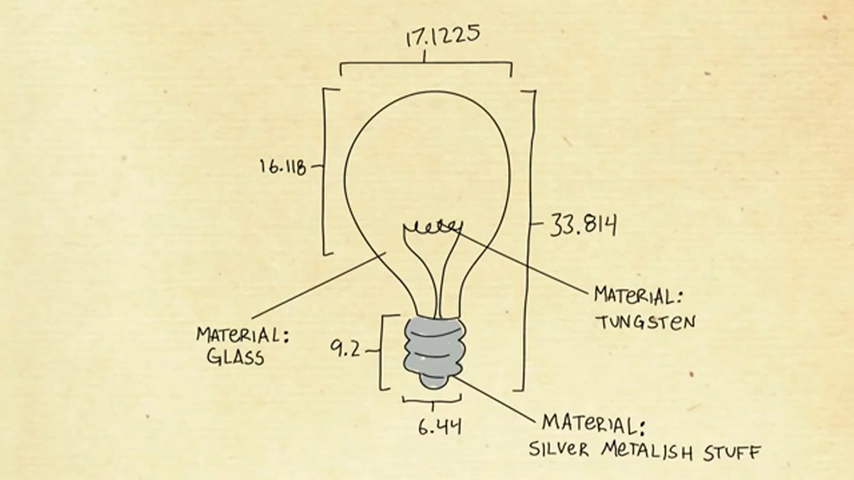 17.1225
16.118
33.814
MATERIAL:
TUNGSTEN
MATERIAL:
GLASS
9.2
6.44
MATERIAL:
SILVER METALISH STUFF